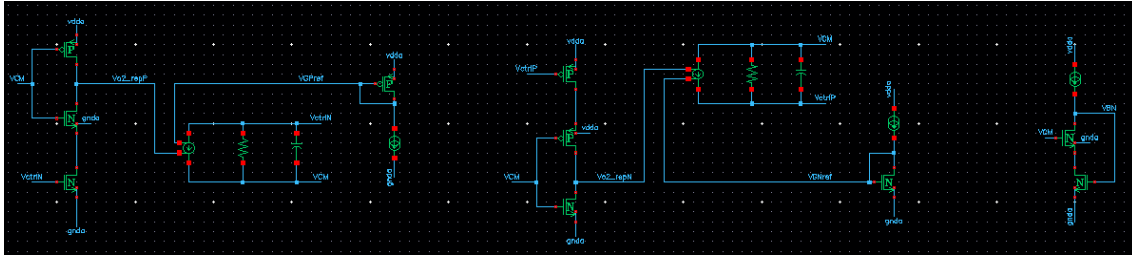 vdda
P
VCM
Vo2_repP
N
gnda
VctrlN
N
gnda
VGPref
vdda
P
VctrlN
VCM
gnda
vdda
VctrlP
P
vdda
P
VCM
Vo2_repN
N
gnda
VCM
VctrlP
vdda
VGNref
N
gnda
vdda
VBN
VCM
gnda
N
N
gnda